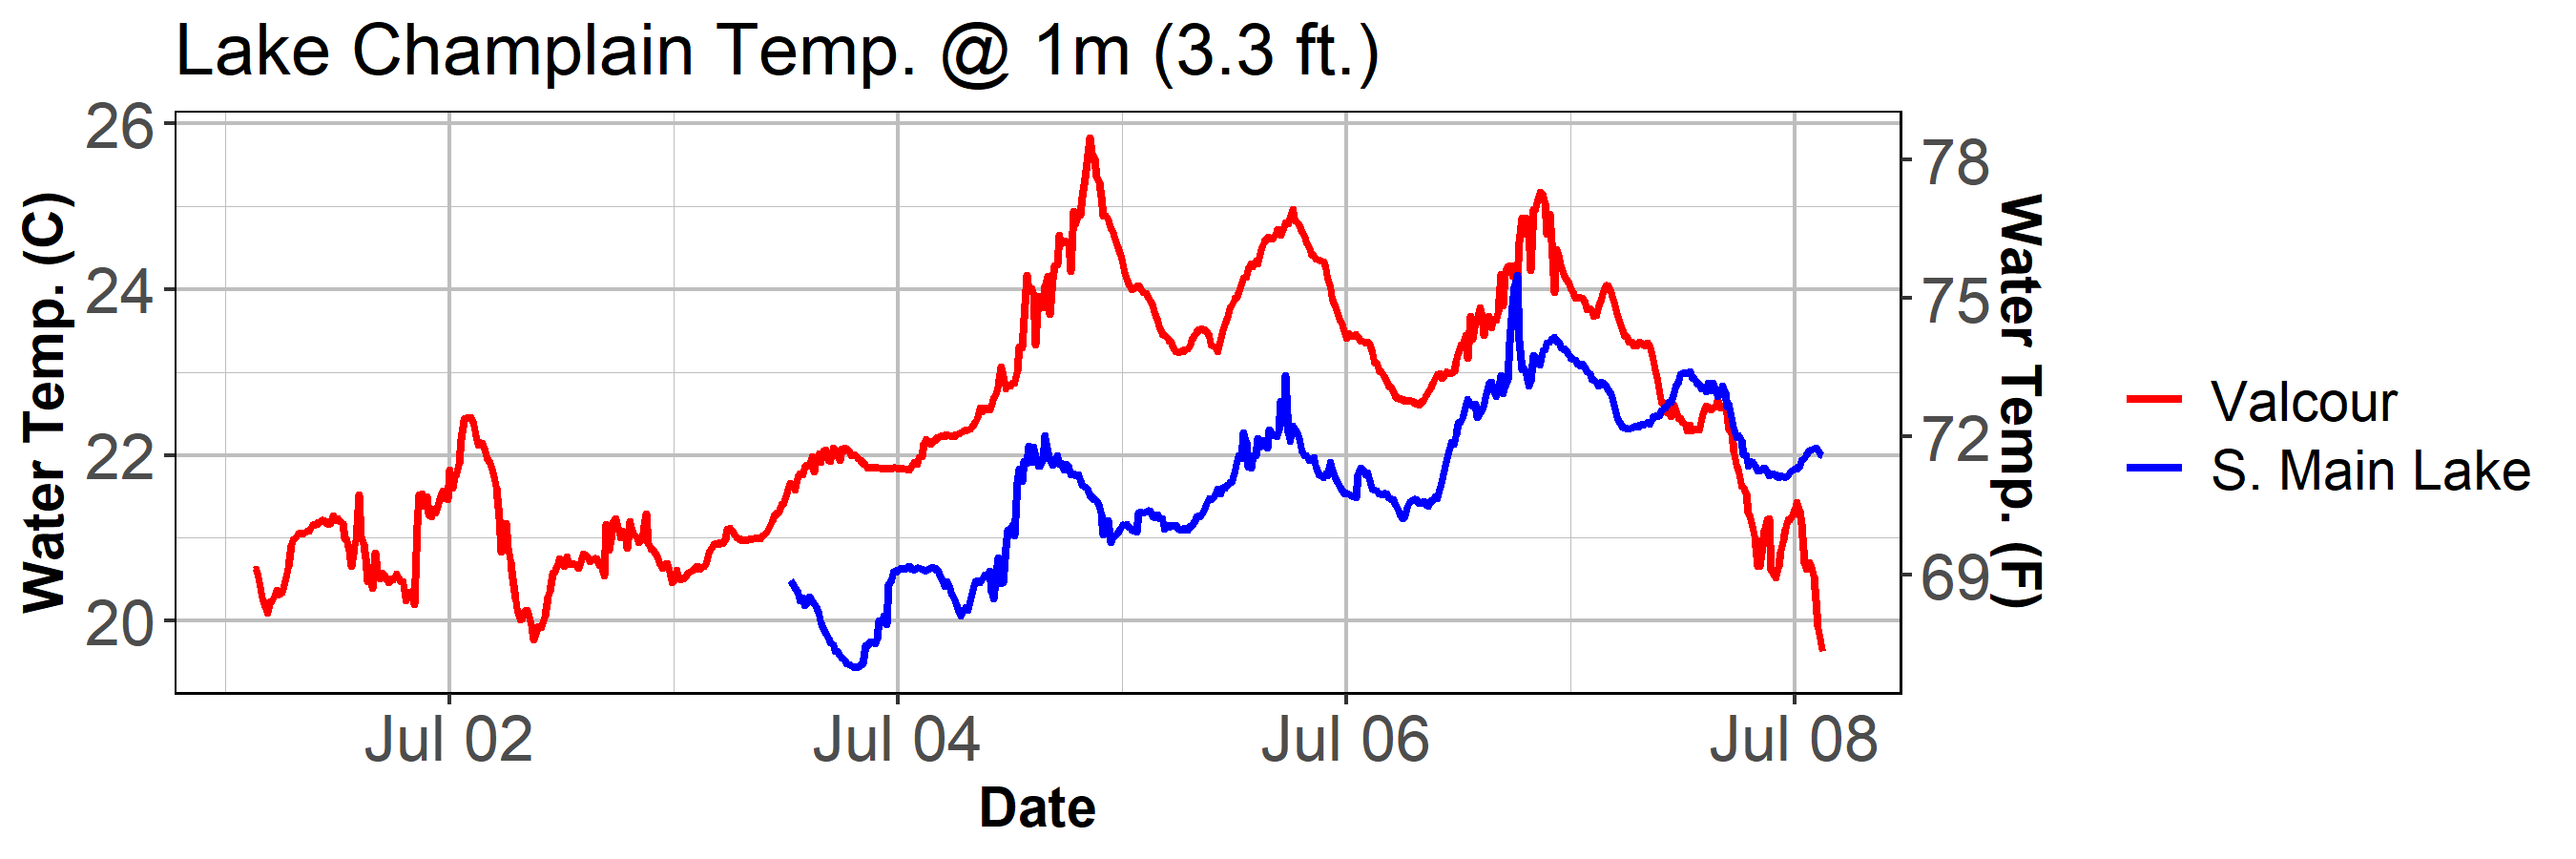 Lake Champlain Temp. @ 1m (3.3 ft.)
Water Temp. (C)
26
24
22
20
78
75
72
69
Water Temp. (F)
Jul 02
Jul 04
Jul 06
Jul 08
Date
Valcour
S. Main Lake